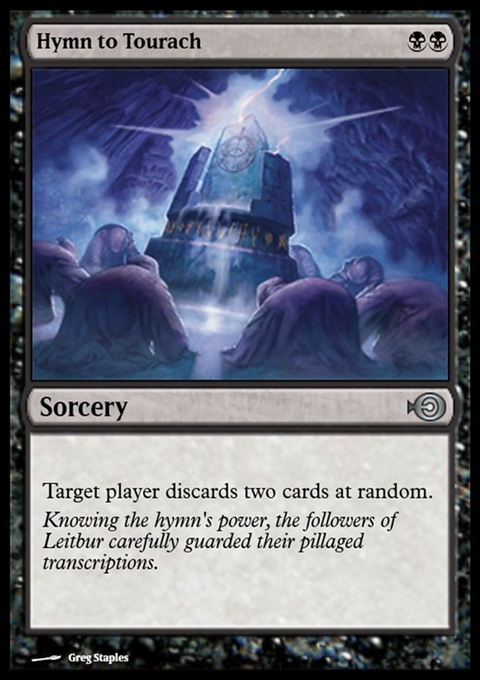 Hymn to Tourach
Sorcery
Target player discards two cards at random.
Knowing the hymn's power, the followers of
Leitbur carefully guarded their pillaged
transcriptions.
Greg Staples